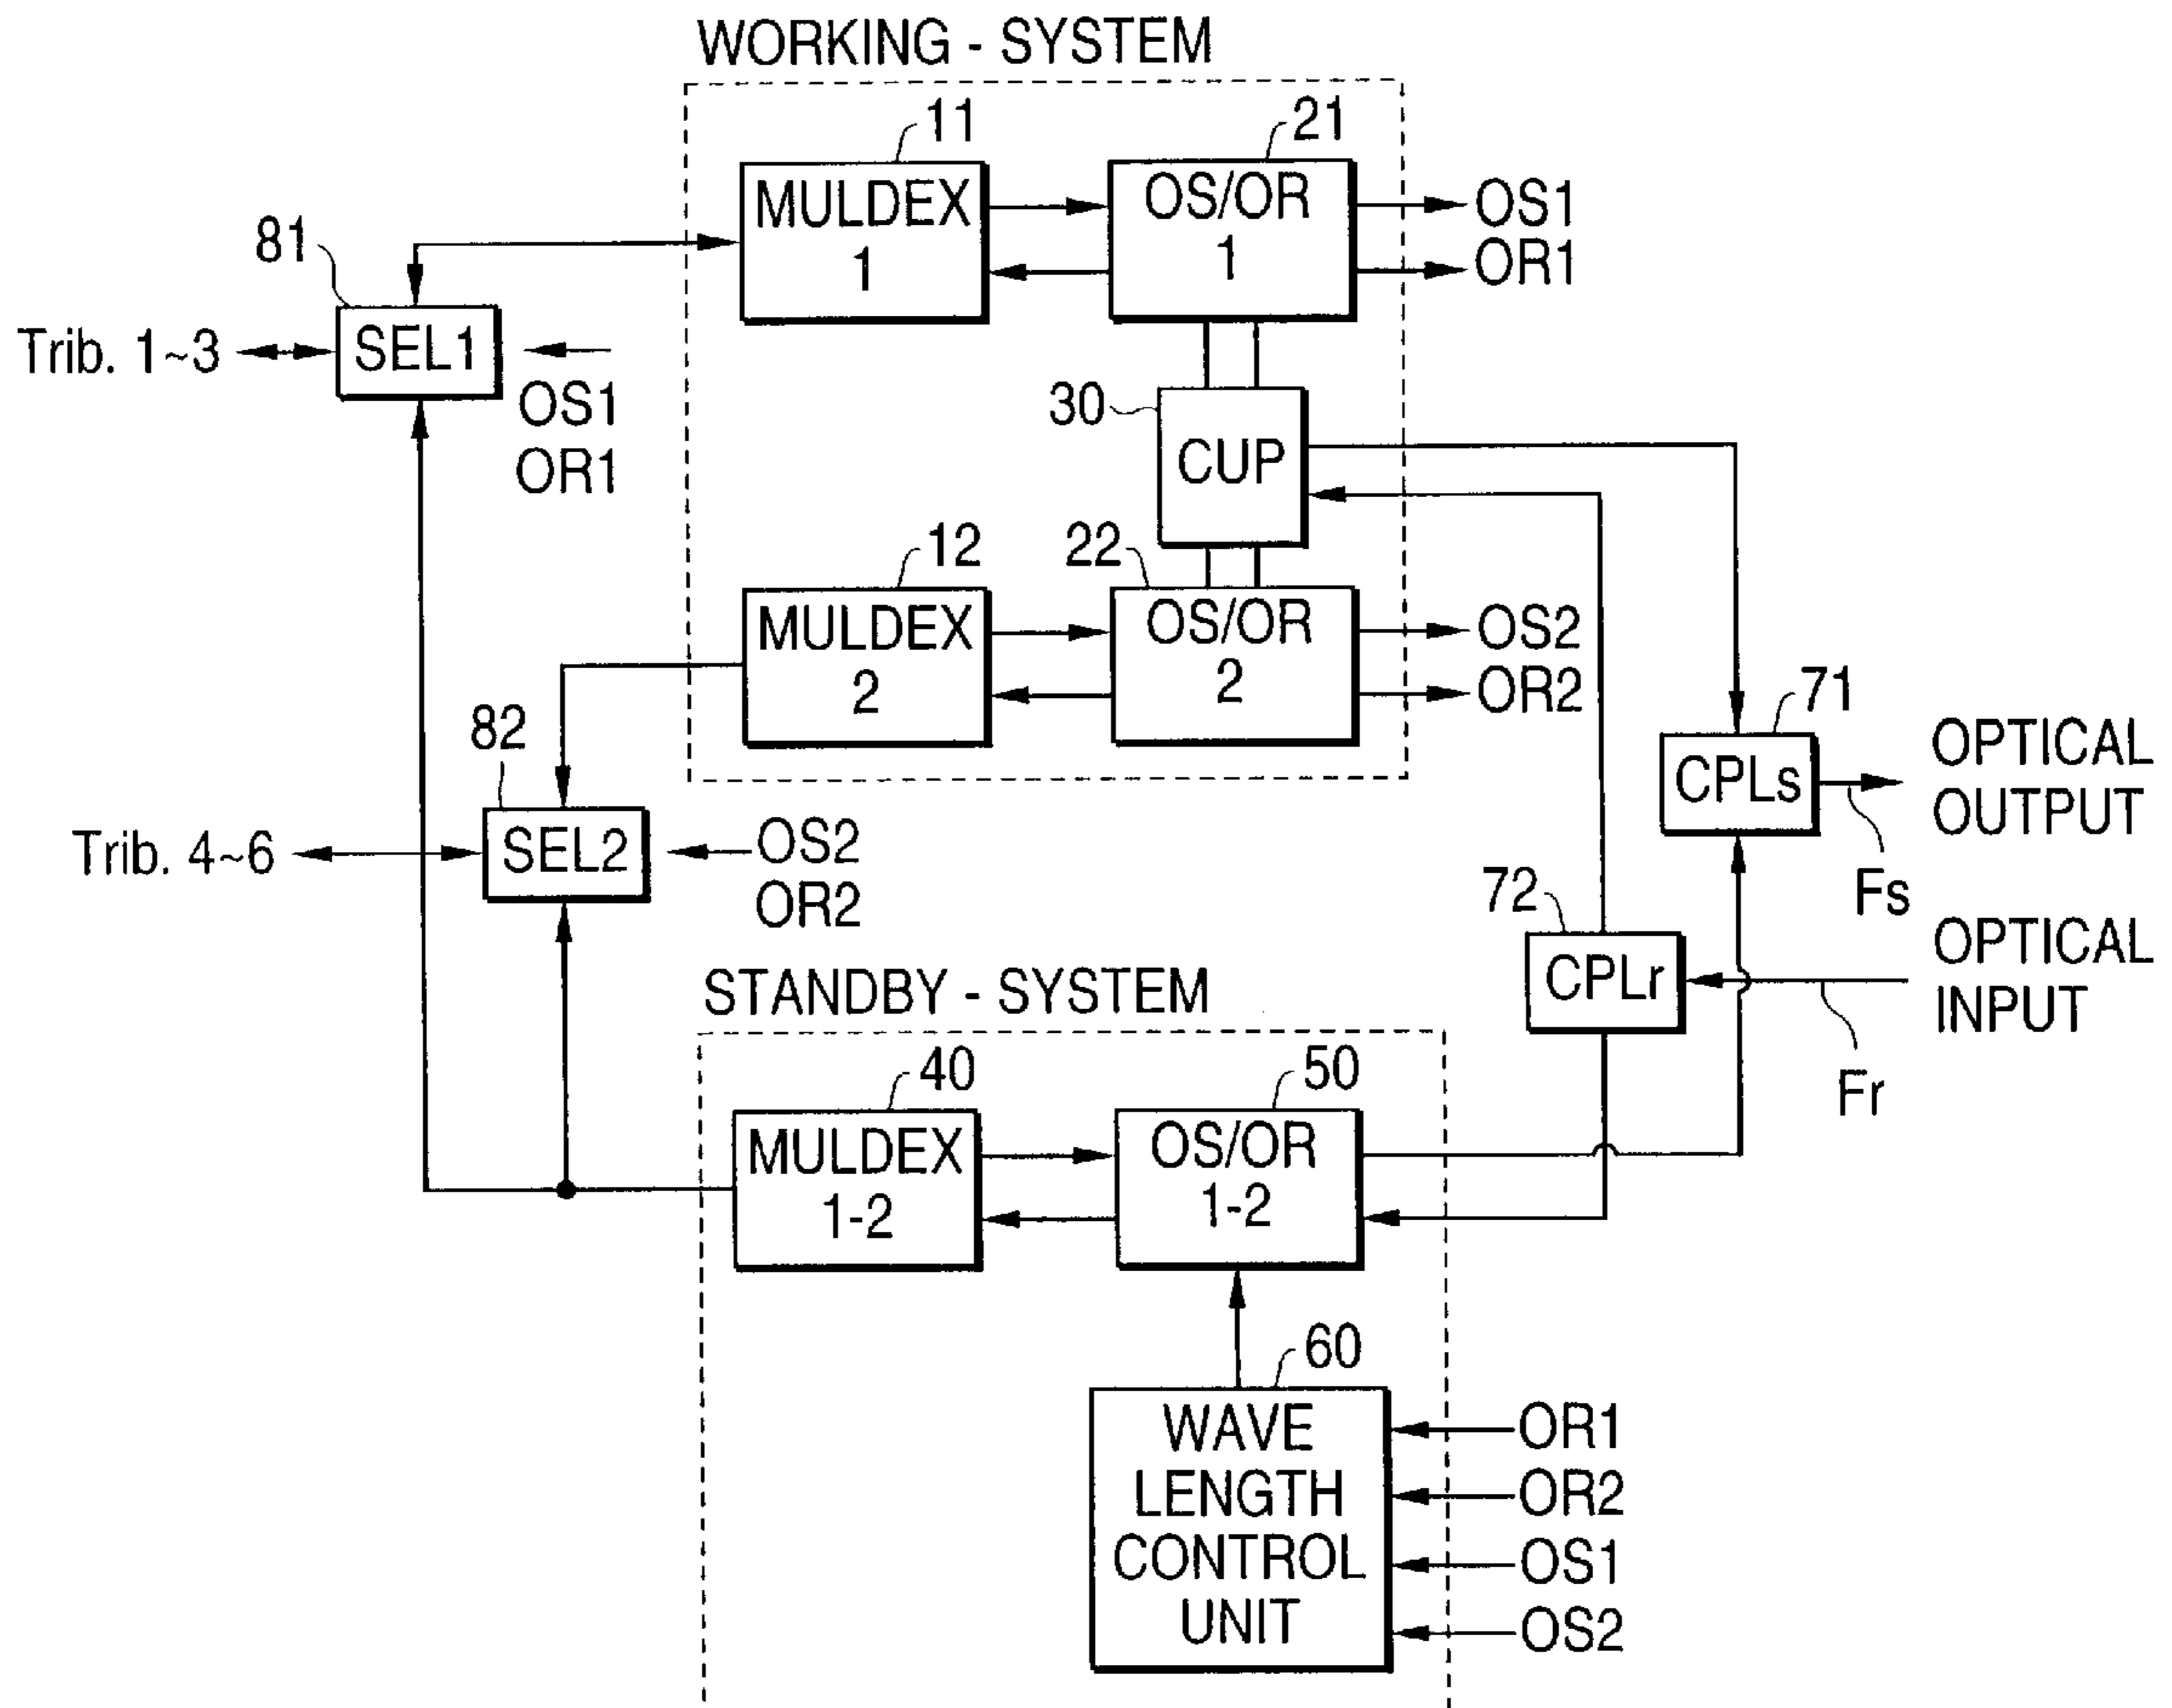 WORKING - SYSTEM
11
21
MULDEX
1
OS/OR
1
OS1
OR1
81
Trib. 1~3
SEL1
OS1
OR1
30
CUP
12
22
MULDEX
2
OS/OR
2
OS2
OR2
71
CPLs
OPTICAL
OUTPUT
Fs
82
Trib. 4~6
SEL2
OS2
OR2
72
CPLr
OPTICAL
INPUT
Fr
STANDBY - SYSTEM
40
50
MULDEX
1-2
OS/OR
1-2
60
WAVE
LENGTH
CONTROL
UNIT
OR1
OR2
OS1
OS2